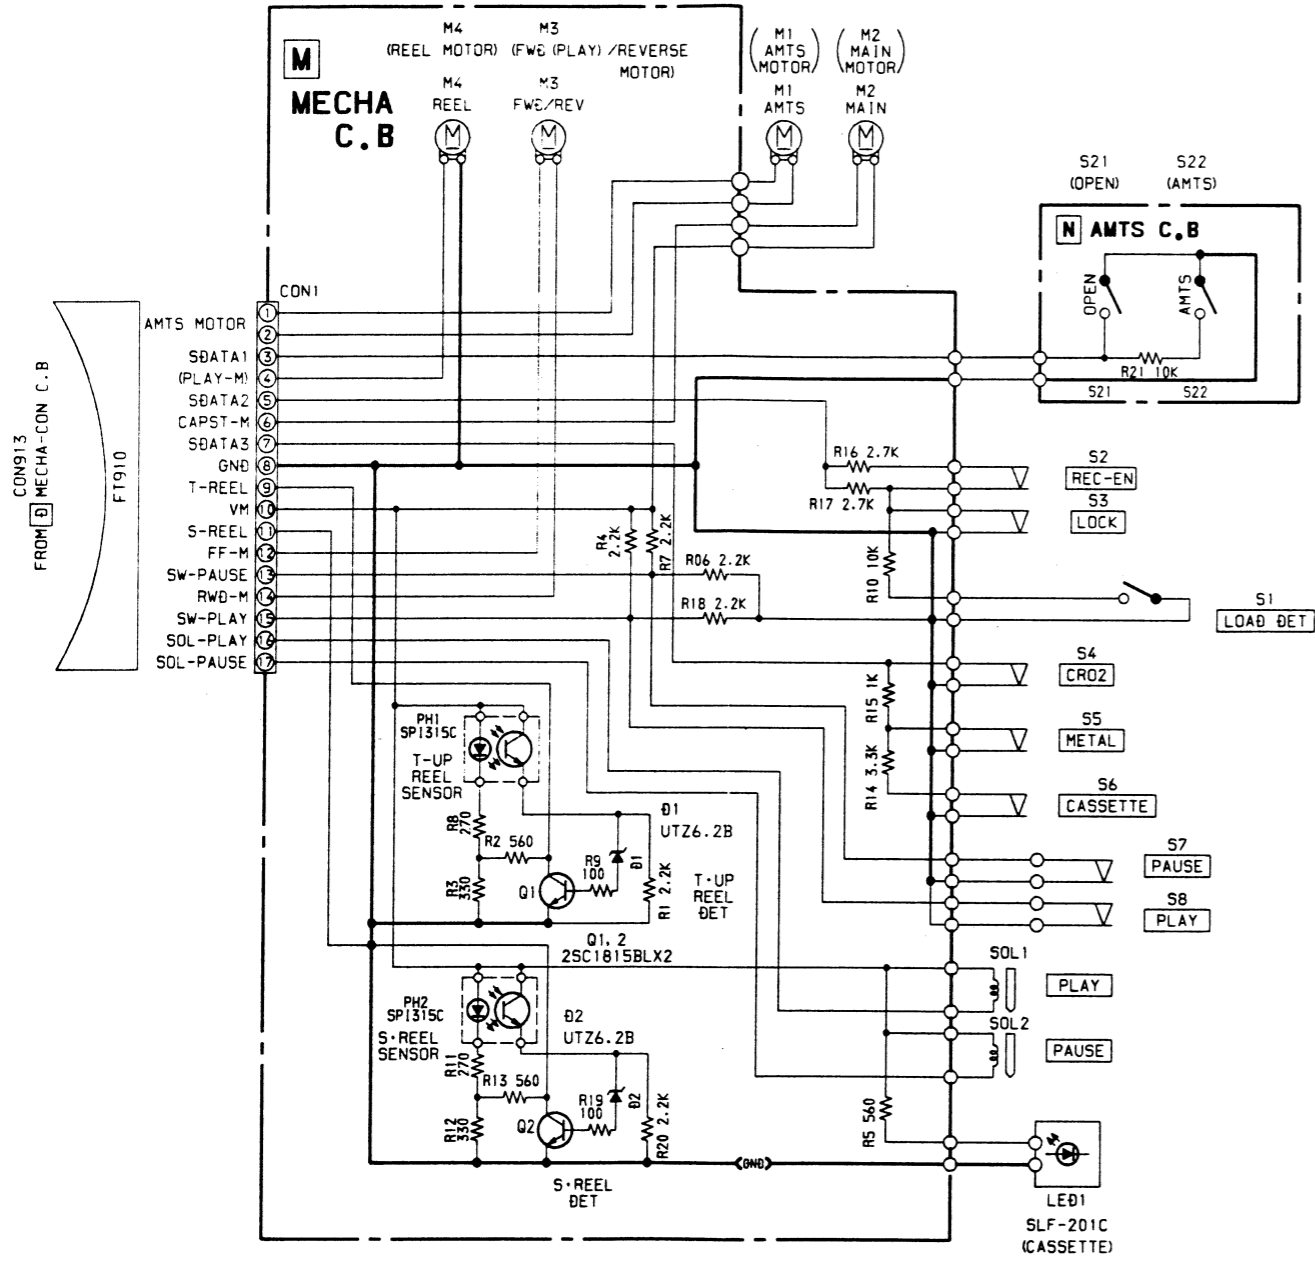 M
MECHA
C.B
M4
(REEL MOTOR)
M3
(FWD (PLAY) /REVERSE
MOTOR)
M4
REEL
M
M3
FWD/REV
M
(M1
AMTS
MOTOR)
M1
AMTS
M
(M2
MAIN
MOTOR)
M2
MAIN
M
S21
(OPEN)
S22
(AMTS)
N AMTS C.B
OPEN
AMTS
R21 10K
S21
S22
CON1
AMTS MOTOR
1
2
SDATA1 3
(PLAY-M) 4
SDATA2 5
CAPST-M 6
SDATA3 7
GND 8
T-REEL 9
VM 10
S-REEL 11
FF-M 12
SW-PAUSE 13
RWD-M 14
SW-PLAY 15
SOL-PLAY 16
SOL-PAUSE 17
CON913
FROM D MECHA-CON C.B
FT910
R16 2.7K
R17 2.7K
R4
2.2K
R7 2.2K
R06 2.2K
R18 2.2K
R10 10K
S2
REC-EN
S3
LOCK
S1
LOAD DET
S4
CRO2
R15 1K
S5
METAL
R14 3.3K
S6
CASSETTE
S7
PAUSE
S8
PLAY
PH1
SPI315C
T-UP
REEL
SENSOR
R8
270
R2 560
R3
330
Q1
R9
100
D1
D1
UTZ6.2B
R1 2.2K
T·UP
REEL
DET
Q1, 2
2SC1815BLX2
PH2
SPI315C
S·REEL
SENSOR
R11
270
R13 560
R12
330
Q2
R19
100
D2
D2
UTZ6.2B
R20 2.2K
S·REEL
DET
(GND)
SOL1
PLAY
SOL2
PAUSE
R5 560
LED1
SLF-201C
(CASSETTE)